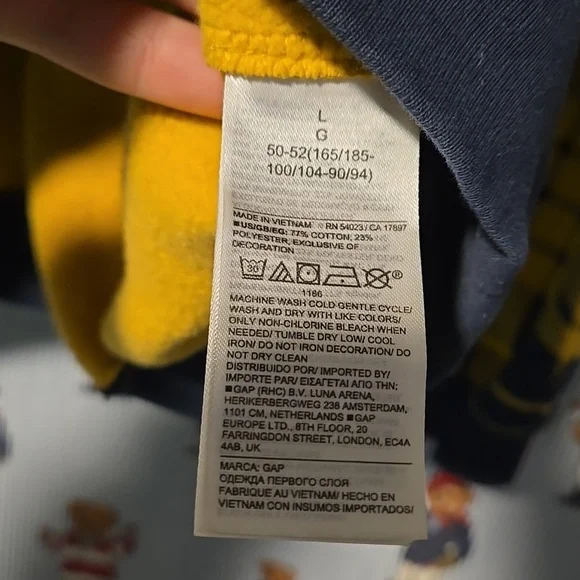 L
G
50-52(165/185-
100/104-90/94)
MADE IN VIETNAM RN 54023 / CA 17897
■US/GB/EG: 77% COTTON, 23%
POLYESTER, EXCLUSIVE OF
DECORATION
30 ®
1166
MACHINE WASH COLD GENTLE CYCLE/
WASH AND DRY WITH LIKE COLORS/
ONLY NON-CHLORINE BLEACH WHEN
NEEDED/ TUMBLE DRY LOW/ COOL
IRON/ DO NOT IRON DECORATION/ DO
NOT DRY CLEAN
DISTRIBUIDO POR/ IMPORTED BY/
IMPORTE PAR/ ΕΙΣΑΓΕΤΑΙ ΑΠΟ ΤΗΝ:
■GAP (RHC) B.V. LUNA ARENA,
HERIKERBERGWEG 238 AMSTERDAM,
1101 CM, NETHERLANDS ■GAP
EUROPE LTD., 8TH FLOOR, 20
FARRINGDON STREET, LONDON, EC4A
4AB, UK
MARCA: GAP
ОДЕЖДА ПЕРВОГО СЛОЯ
FABRIQUE AU VIETNAM/ HECHO EN
VIETNAM CON INSUMOS IMPORTADOS/